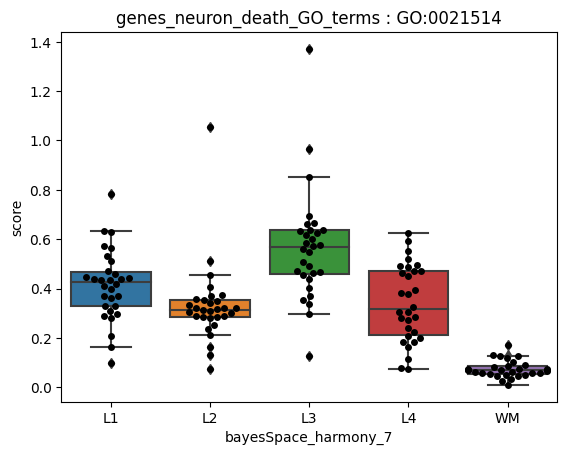 genes_neuron_death_GO_terms : GO:0021514
1.4
1.2
1.0
0.8
0.6
0.4
0.2
0.0
score
L1 L2 L3 L4 WM
bayesSpace_harmony_7